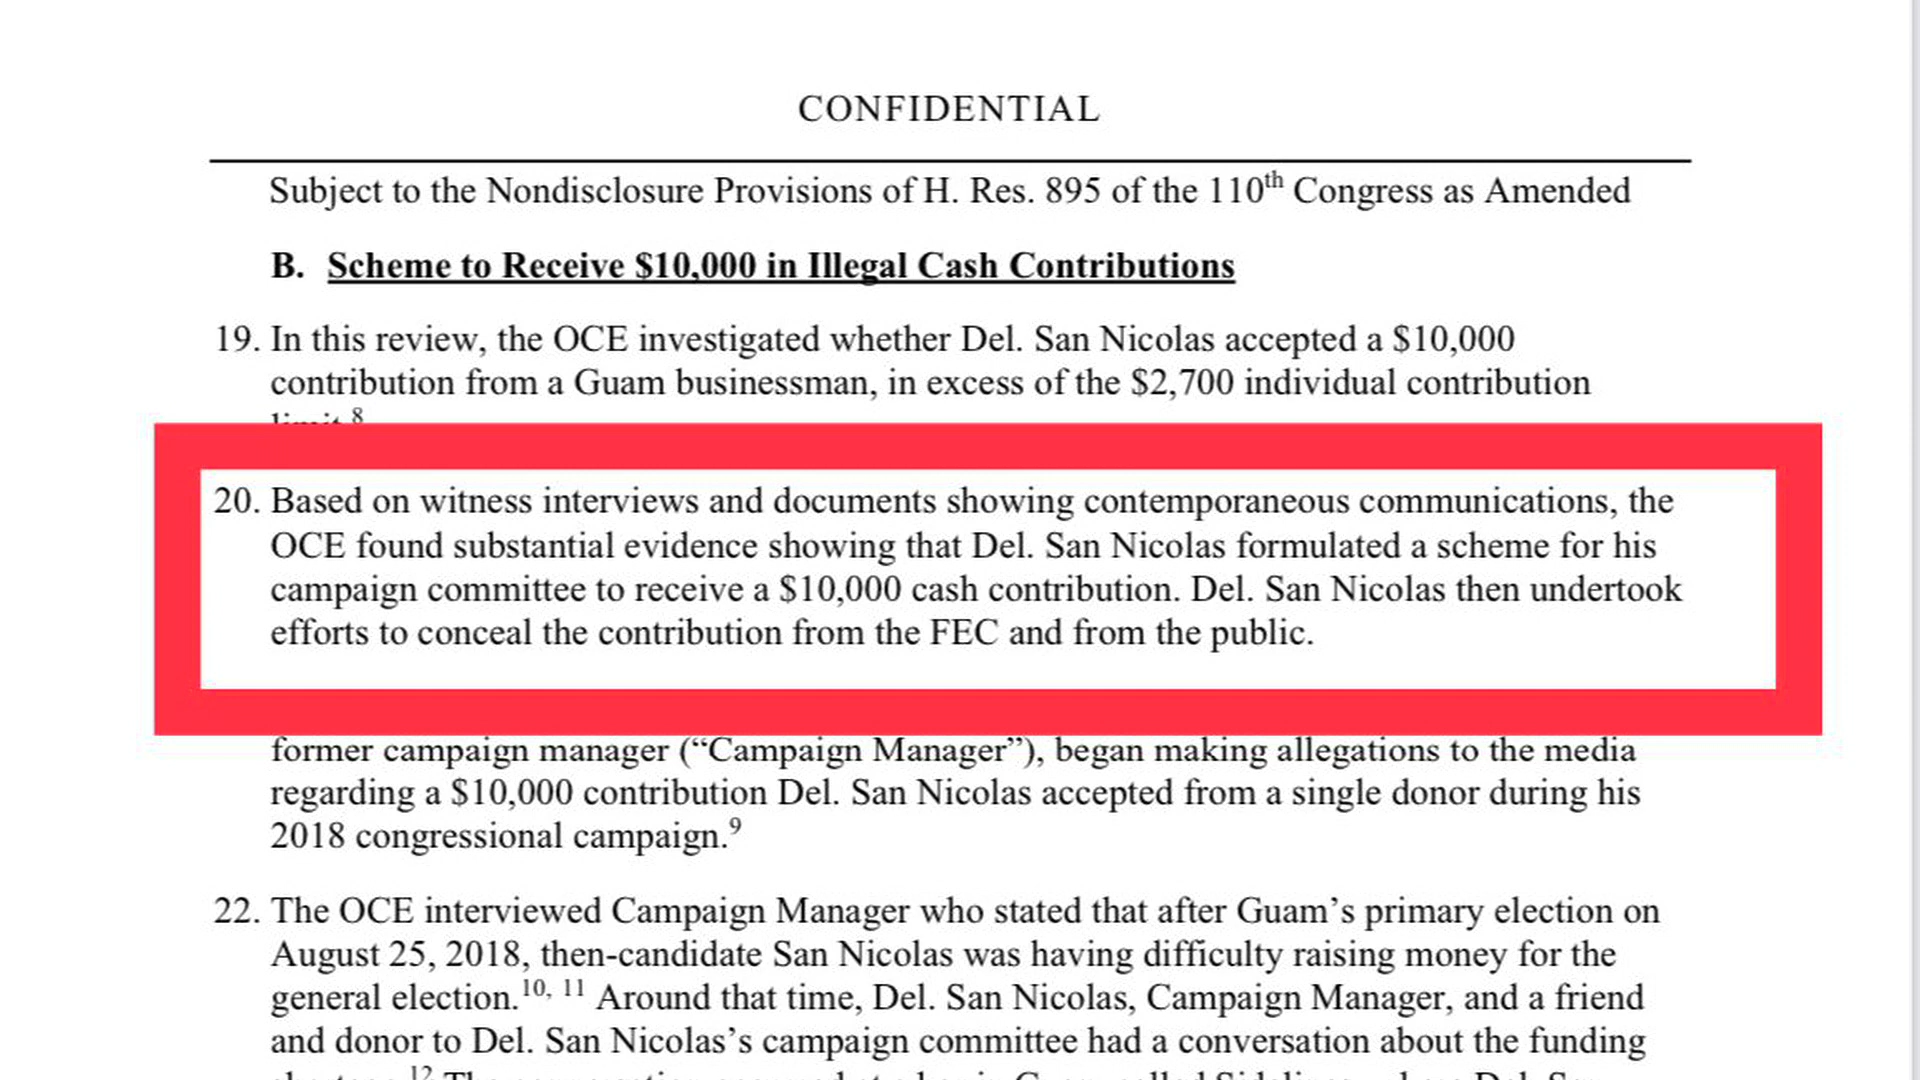 CONFIDENTIAL
Subject to the Nondisclosure Provisions of H. Res. 895 of the 110th Congress as Amended
B. Scheme to Receive $10,000 in Illegal Cash Contributions
19. In this review, the OCE investigated whether Del. San Nicolas accepted a $10,000
contribution from a Guam businessman, in excess of the $2,700 individual contribution
limit.8
20. Based on witness interviews and documents showing contemporaneous communications, the
OCE found substantial evidence showing that Del. San Nicolas formulated a scheme for his
campaign committee to receive a $10,000 cash contribution. Del. San Nicolas then undertook
efforts to conceal the contribution from the FEC and from the public.
former campaign manager (“Campaign Manager”), began making allegations to the media
regarding a $10,000 contribution Del. San Nicolas accepted from a single donor during his
2018 congressional campaign.9
22. The OCE interviewed Campaign Manager who stated that after Guam’s primary election on
August 25, 2018, then-candidate San Nicolas was having difficulty raising money for the
general election.10, 11 Around that time, Del. San Nicolas, Campaign Manager, and a friend
and donor to Del. San Nicolas’s campaign committee had a conversation about the funding